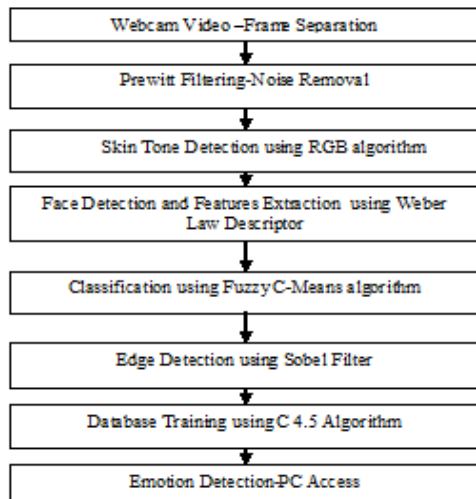 Webcam Video –Frame Separation
Prewitt Filtering-Noise Removal
Skin Tone Detection using RGB algorithm
Face Detection and Features Extraction using Weber
Law Descriptor
Classification using Fuzzy C-Means algorithm
Edge Detection using Sobel Filter
Database Training using C 4.5 Algorithm
Emotion Detection-PC Access